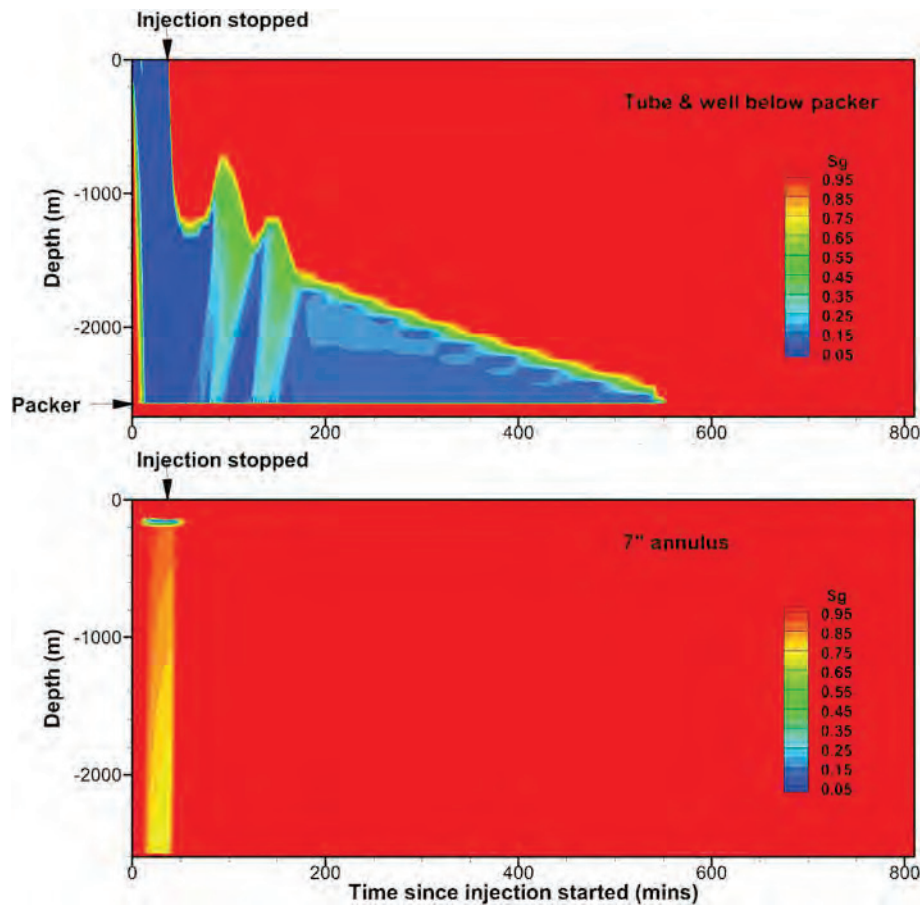 Injection stopped
0
Tube & well below packer
Sg
0.95
0.85
0.75
0.65
0.55
0.45
0.35
0.25
0.15
0.05
-1000
Depth (m)
-2000
Packer
0 200 400 600 800
Injection stopped
0
7" annulus
Sg
0.95
0.85
0.75
0.65
0.55
0.45
0.35
0.25
0.15
0.05
-1000
Depth (m)
-2000
0 200 400 600 800
Time since injection started (mins)